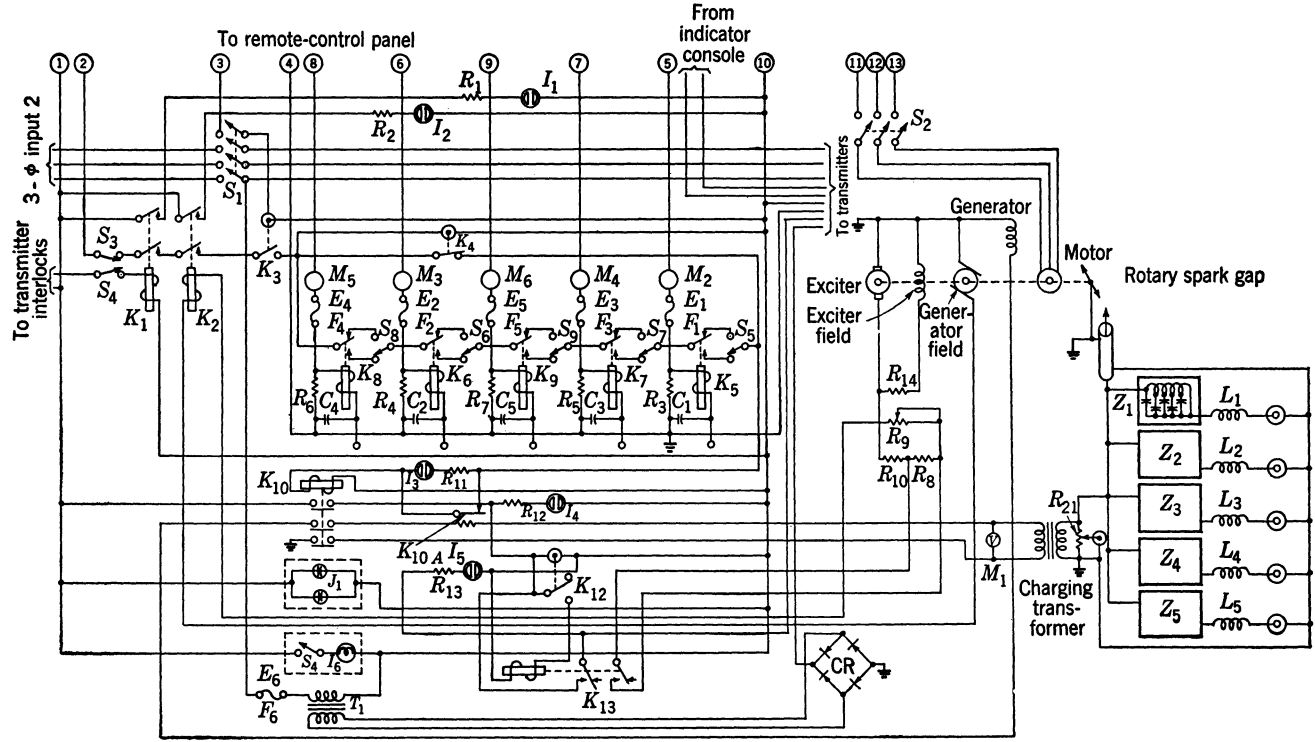 From
indicator
console
To remote-control panel
1
2
3
4
8
6
9
7
5
10
11
12
13
R1
I1
R2
I2
S2
3-ϕ input 2
S1
To transmitters
To transmitter
interlocks
S3
S4
K1
K2
K3
K4
Generator
Motor
Rotary spark gap
M5
M3
M6
M4
M2
E4
E2
E5
E3
E1
F4
F2
F5
F3
F1
S8
S6
S9
S7
S5
K8
K6
K9
K7
K5
Exciter
Exciter
field
Gener-
ator
field
R6
C4
R4
C2
R7
C5
R5
C3
R3
C1
R14
R9
R10
R8
Z1
L1
Z2
L2
Z3
L3
Z4
L4
Z5
L5
K10
I3
R11
R12
I4
R21
K10 A
I5
R13
K12
M1
Charging
trans-
former
J1
S4
I6
E6
F6
T1
K13
CR